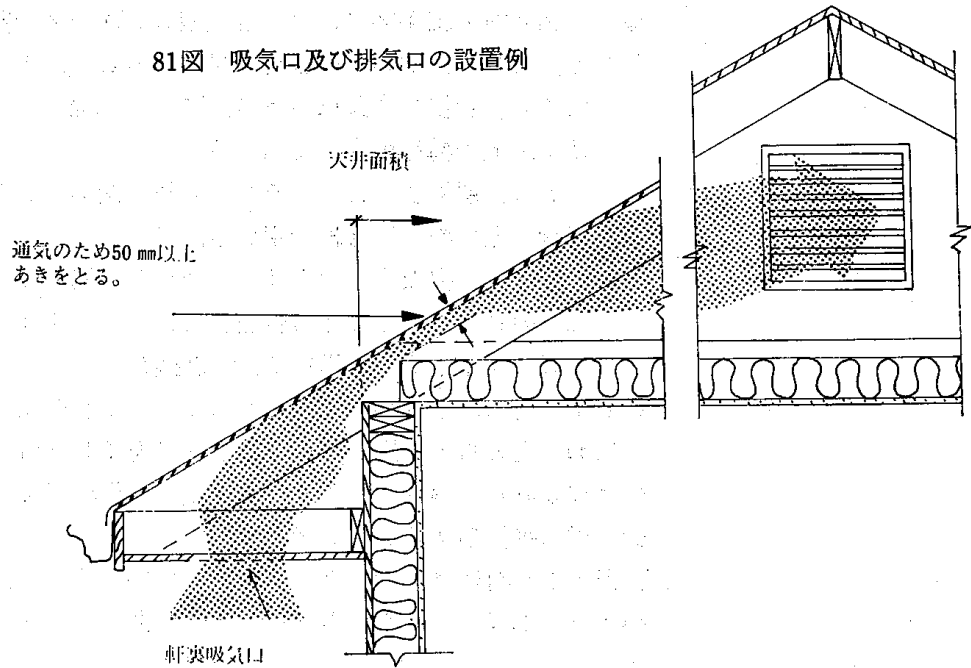 81図 吸気口及び排気口の設置例
天井面積
通気のため50㎜以上
あきをとる。
軒裏吸気口